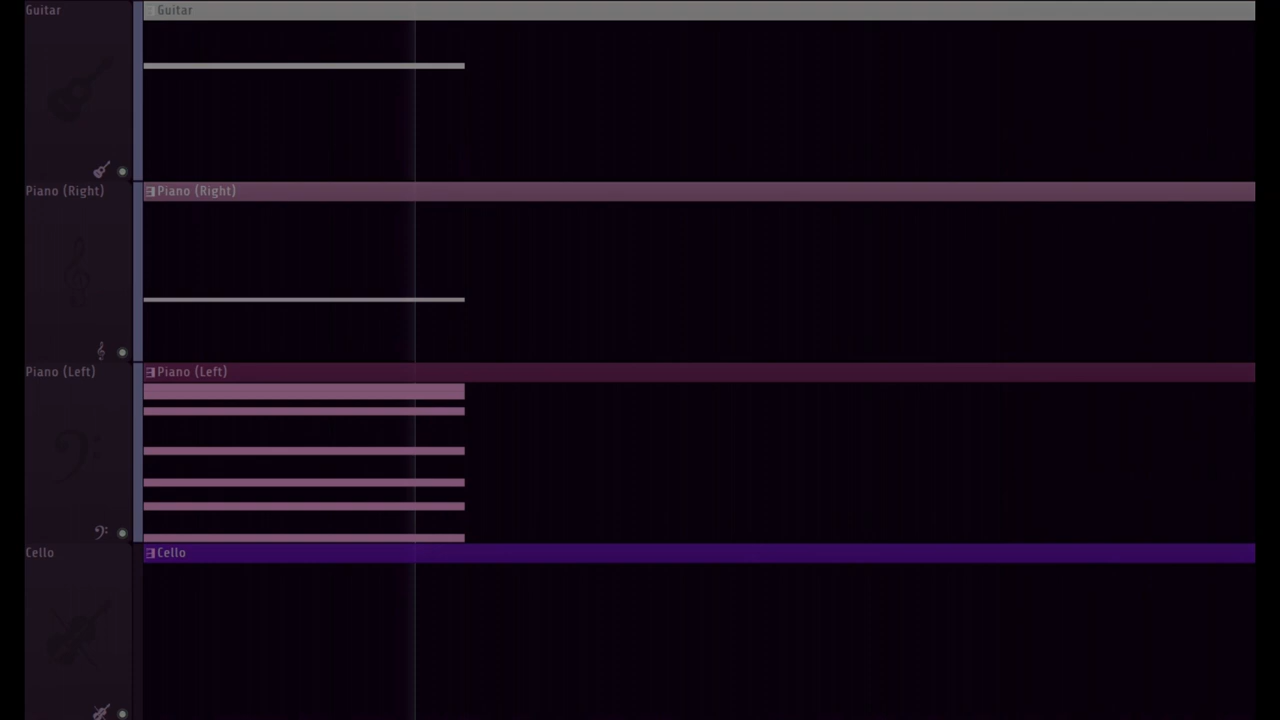 Guitar Guitar
Piano (Right) Piano (Right)
Piano (Left) Piano (Left)
Cello Cello